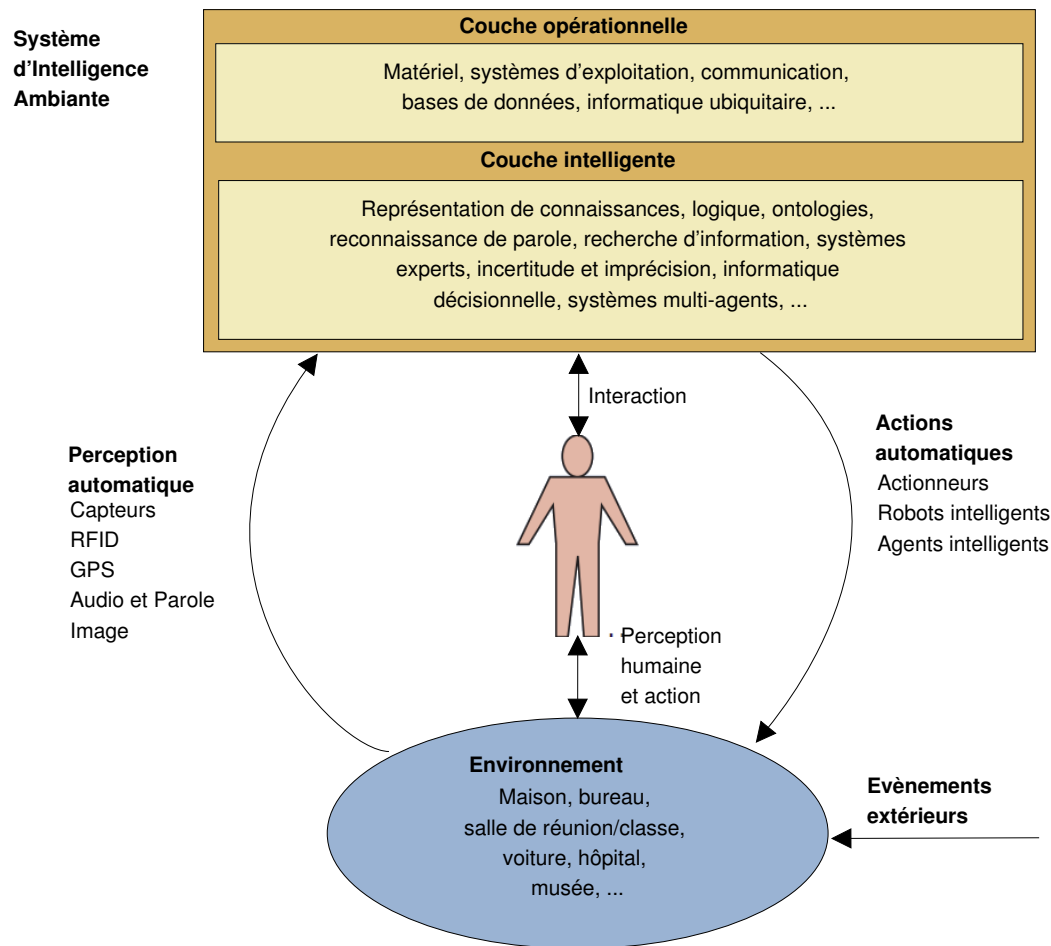 Système
d'Intelligence
Ambiante
Couche opérationnelle
Matériel, systèmes d'exploitation, communication,
bases de données, informatique ubiquitaire, ...
Couche intelligente
Représentation de connaissances, logique, ontologies,
reconnaissance de parole, recherche d'information, systèmes
experts, incertitude et imprécision, informatique
décisionnelle, systèmes multi-agents, ...
Interaction
Perception
automatique
Capteurs
RFID
GPS
Audio et Parole
Image
Actions
automatiques
Actionneurs
Robots intelligents
Agents intelligents
Perception
humaine
et action
Environnement
Maison, bureau,
salle de réunion/classe,
voiture, hôpital,
musée, ...
Evènements
extérieurs